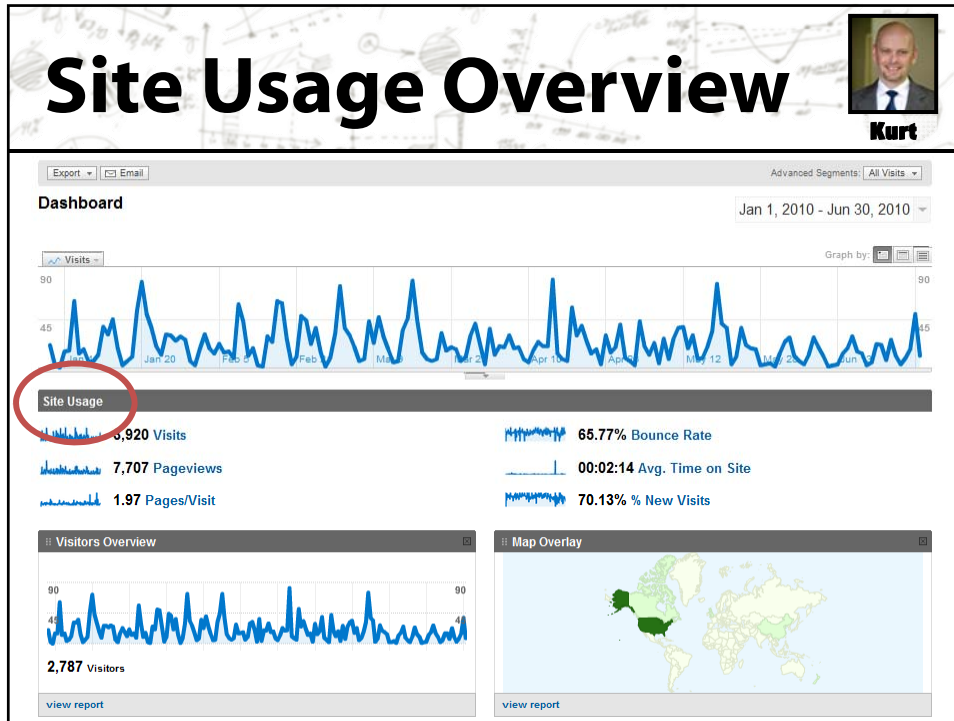 Site Usage Overview
Kurt
Export Email
Advanced Segments: All Visits
Dashboard
Jan 1, 2010 - Jun 30, 2010
Visits
Graph by:
90 90
45 45
Jan 20 Apr 10 May 12
Site Usage
3,920 Visits
65.77% Bounce Rate
7,707 Pageviews
00:02:14 Avg. Time on Site
1.97 Pages/Visit
70.13% % New Visits
Visitors Overview
Map Overlay
90 90
2,787 Visitors
view report
view report